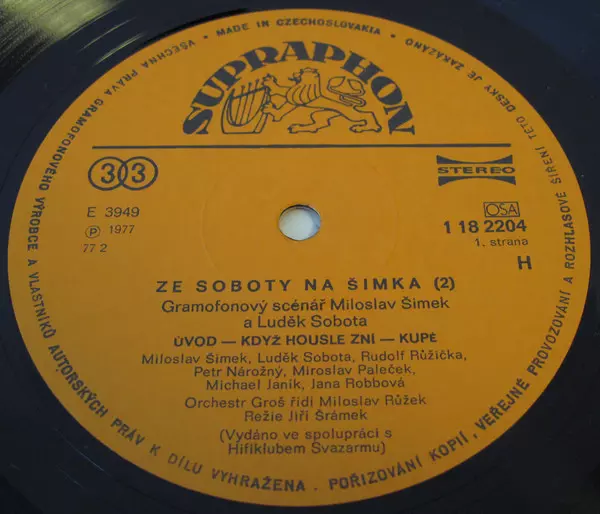 MADE IN CZECHOSLOVAKIA • VŠECHNA PRÁVA GRAMOFONOVÉHO VÝROBCE A VLASTNÍKŮ AUTORSKÝCH PRÁV K DÍLU VYHRAŽENA . POŘIZOVÁNÍ KOPIÍ, VEŘEJNÉ PROVOZOVÁNÍ A ROZHLASOVÉ ŠÍŘENÍ TÉTO DESKY JE ZAKÁZÁNO •
SUPRAPHON
33
STEREO
E 3949
Ⓟ 1977
77 2
OSA
1 18 2204
1. strana
H
ZE SOBOTY NA ŠIMKA (2)
Gramofonový scénář Miloslav Šimek
a Luděk Sobota
ÚVOD — KDYŽ HOUSLE ZNÍ — KUPÉ
Miloslav Šimek, Luděk Sobota, Rudolf Růžička,
Petr Nárožný, Miroslav Paleček,
Michael Janík, Jana Robbová
Orchestr Groš řídí Miloslav Růžek
Režie Jiří Šrámek
(Vydáno ve spolupráci s
Hifiklubem Svazarmu)